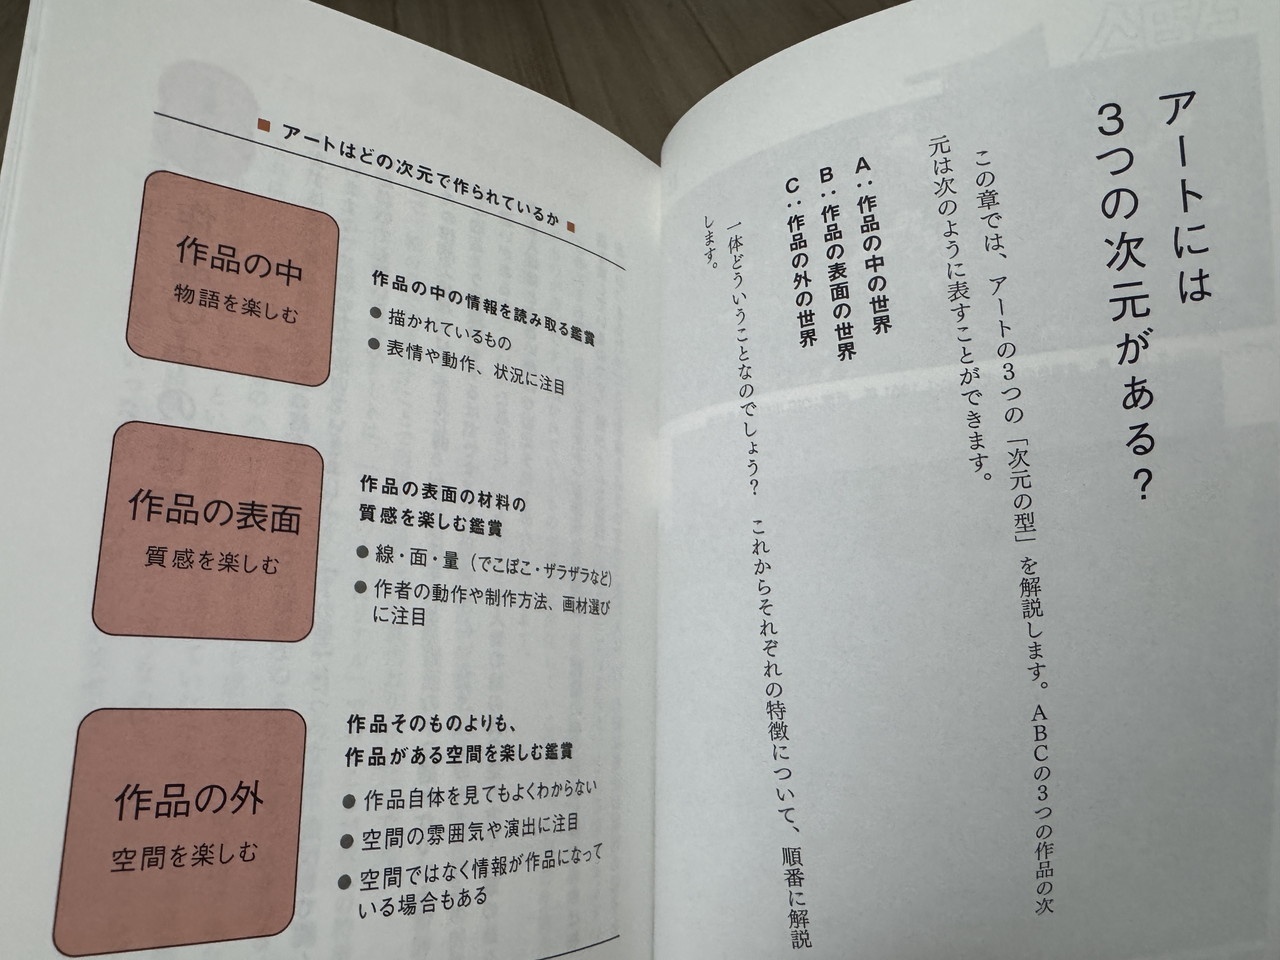 アートには
3つの次元がある?
この章では、アートの3つの「次元の型」を解説します。ABCの3つの作品の次
元は次のように表すことができます。
A:作品の中の世界
B:作品の表面の世界
C:作品の外の世界
一体どういうことなのでしょう? これからそれぞれの特徴について、順番に解説
します。
■ アートはどの次元で作られているか ■
作品の中
物語を楽しむ
作品の中の情報を読み取る鑑賞
● 描かれているもの
● 表情や動作、状況に注目
作品の表面
質感を楽しむ
作品の表面の材料の
質感を楽しむ鑑賞
● 線・面・量(でこぼこ・ザラザラなど)
● 作者の動作や制作方法、画材選び
に注目
作品の外
空間を楽しむ
作品そのものよりも、
作品がある空間を楽しむ鑑賞
● 作品自体を見てもよくわからない
● 空間の雰囲気や演出に注目
● 空間ではなく情報が作品になって
いる場合もある